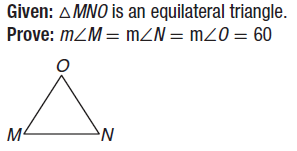 Given: △MNO is an equilateral triangle.
Prove: m∠M = m∠N = m∠O = 60
O
M N